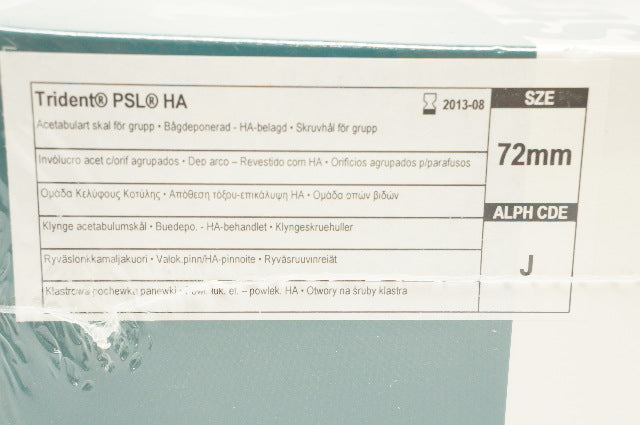 Trident® PSL® HA
2013-08
SZE
Acetabulart skal för grupp • Bågdeponerad - HA-belagd • Skruvhål för grupp
72mm
Invólucro acet c/orif agrupados • Dep arco – Revestido com HA • Orifícios agrupados p/parafusos
Ομάδα Κελύφους Κοτύλης • Απόθεση τόξου-επικάλυψη HA • Ομάδα οπών βιδών
ALPH CDE
Klynge acetabulumskål • Buedepo. - HA-behandlet • Klyngeskruehuller
J
Ryväslonkkamaljakuori • Valok.pinn/HA-pinnoite • Ryväsruuvinreiät
Klastrowa panewki • łuk. el. – powlek. HA • Otwory na śruby klastra